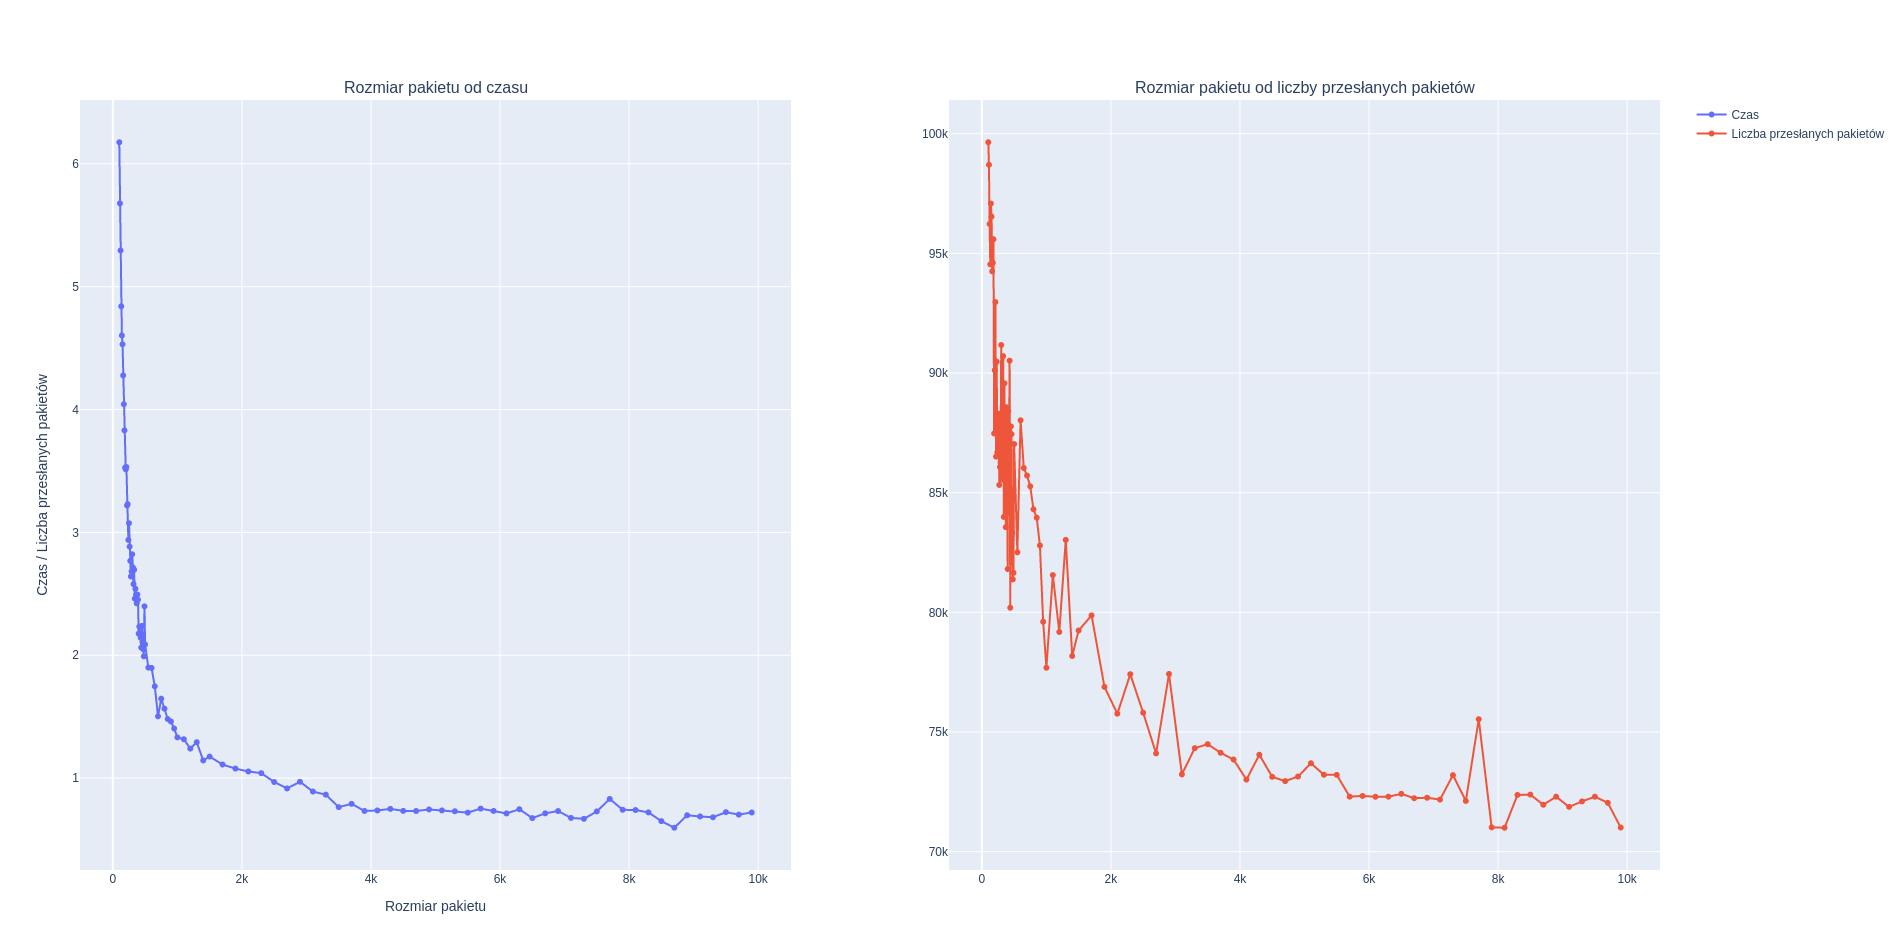 Rozmiar pakietu od czasu
Rozmiar pakietu od liczby przesłanych pakietów
Czas
Liczba przesłanych pakietów
Czas / Liczba przesłanych pakietów
6
5
4
3
2
1
0
2k
4k
6k
8k
10k
Rozmiar pakietu
100k
95k
90k
85k
80k
75k
70k
0
2k
4k
6k
8k
10k